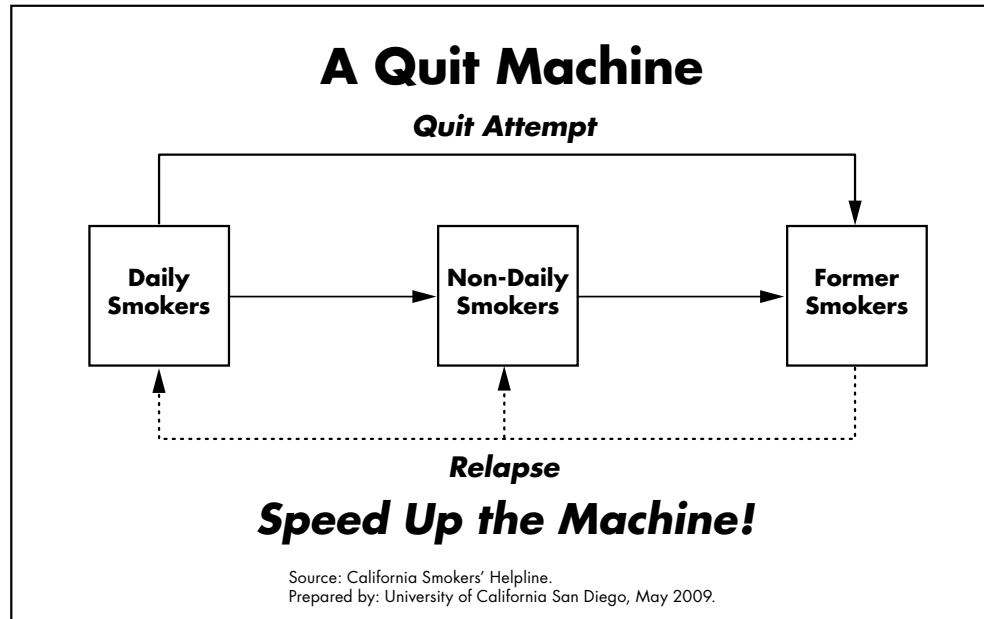 A Quit Machine
Quit Attempt
Daily
Smokers
Non-Daily
Smokers
Former
Smokers
Relapse
Speed Up the Machine!
Source: California Smokers’ Helpline.
Prepared by: University of California San Diego, May 2009.